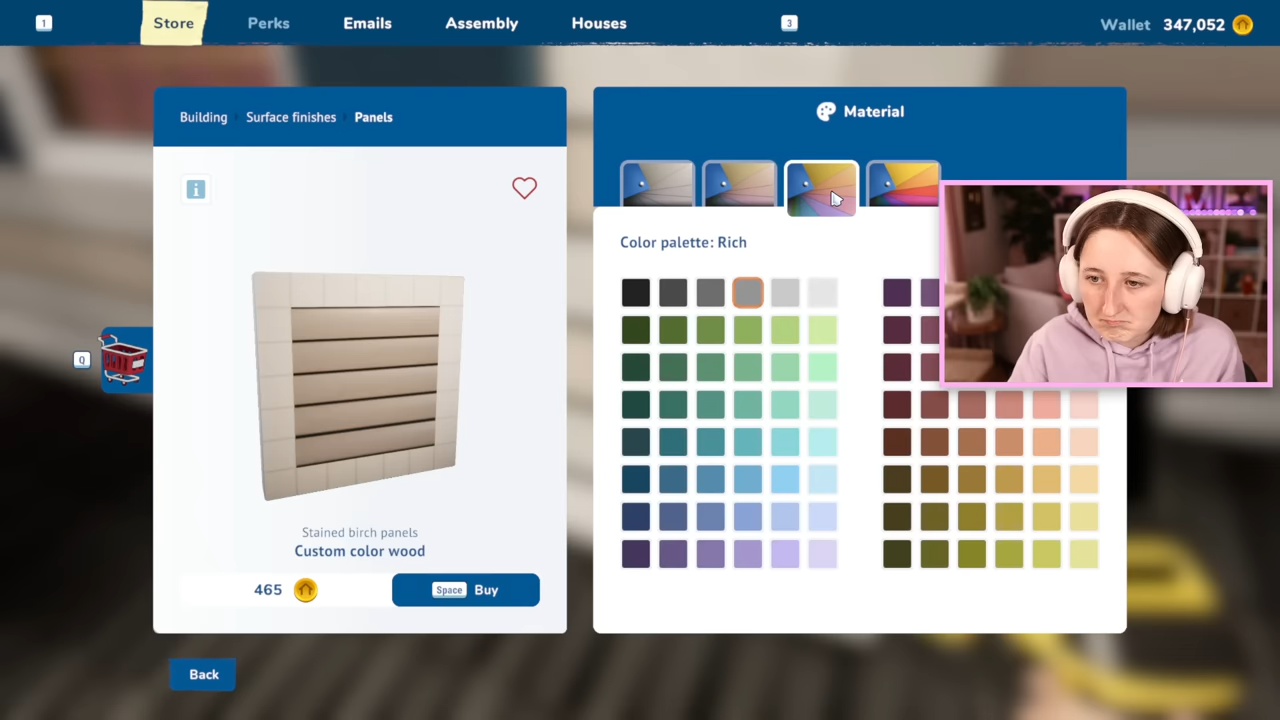 1 Store Perks Emails Assembly Houses 3 Wallet 347,052
Building Surface finishes Panels
Material
i
Color palette: Rich
Q
Stained birch panels
Custom color wood
465 Space Buy
Back